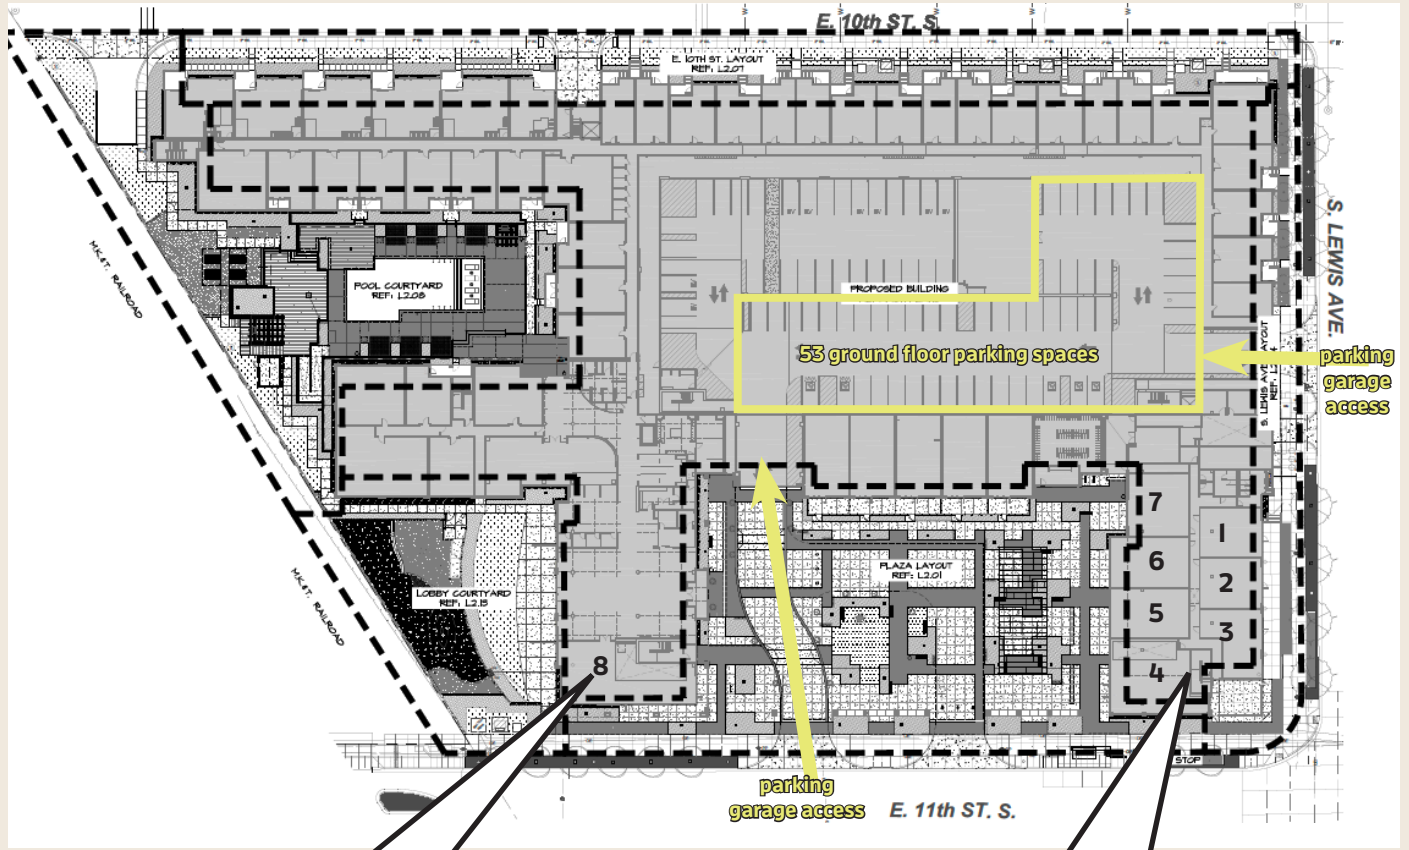 E. 10th ST. S.
E. 10TH ST. LAYOUT
REF: L2.07
S. LEWIS AVE.
M.K.&T. RAILROAD
POOL COURTYARD
REF: L2.08
PROPOSED BUILDING
53 ground floor parking spaces
parking
garage
access
S. LEWIS AVE LAYOUT
7
1
6
2
5
3
4
8
PLAZA LAYOUT
REF: L2.01
LOBBY COURTYARD
REF: L2.15
M.K.&T. RAILROAD
STOP
parking
garage access
E. 11th ST. S.